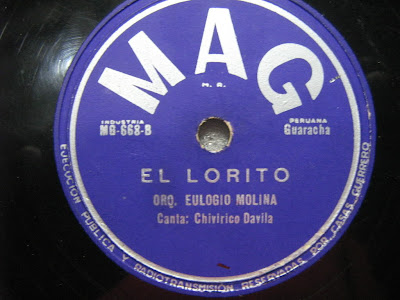 MAG
M. R.
INDUSTRIA PERUANA
MG-668-B Guaracha
EL LORITO
ORQ. EULOGIO MOLINA
Canta: Chivirico Davila
EJECUCION PUBLICA Y RADIOTRANSMISION RESERVADAS POR CASAS GUERRERO